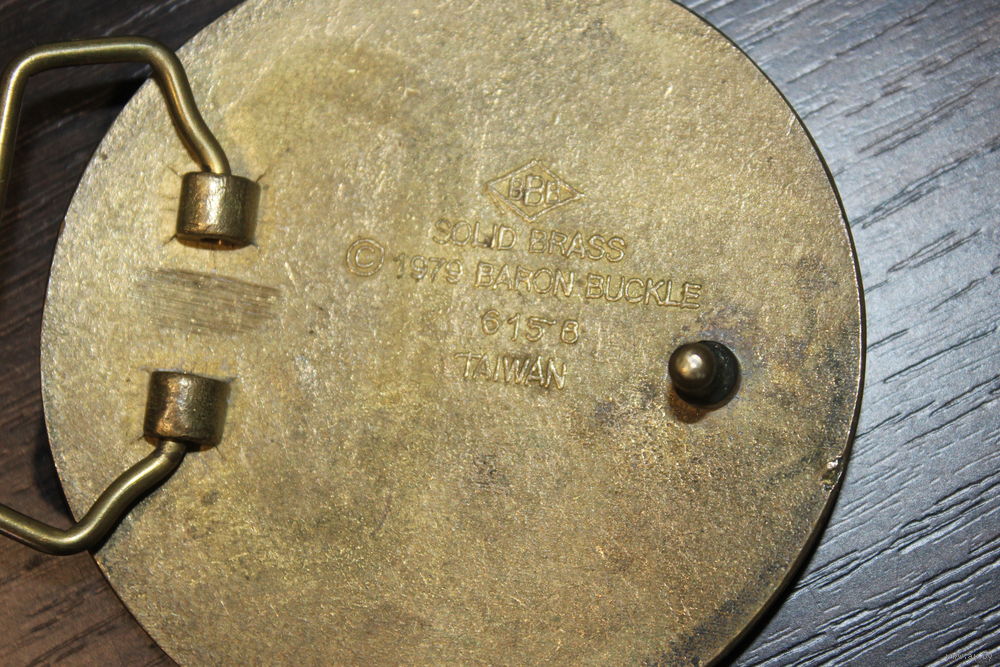 BBB
SOLID BRASS
© 1979 BARON BUCKLE
615 B
TAIWAN